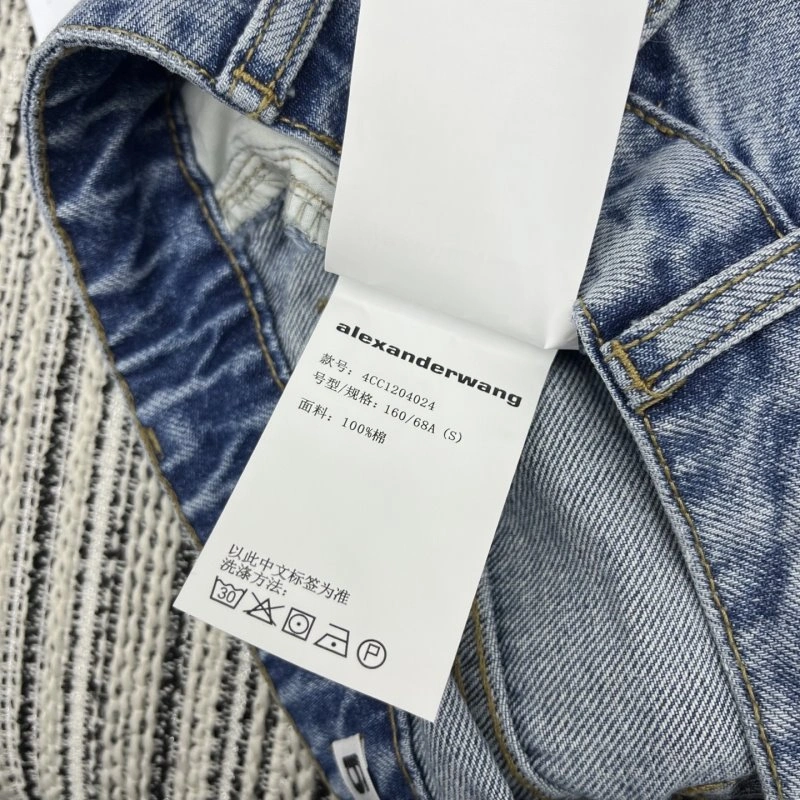 alexanderwang
款号: 4CC1204024
号型/规格: 160/68A (S)
面料: 100%棉
以此中文标签为准
洗涤方法:
30
P